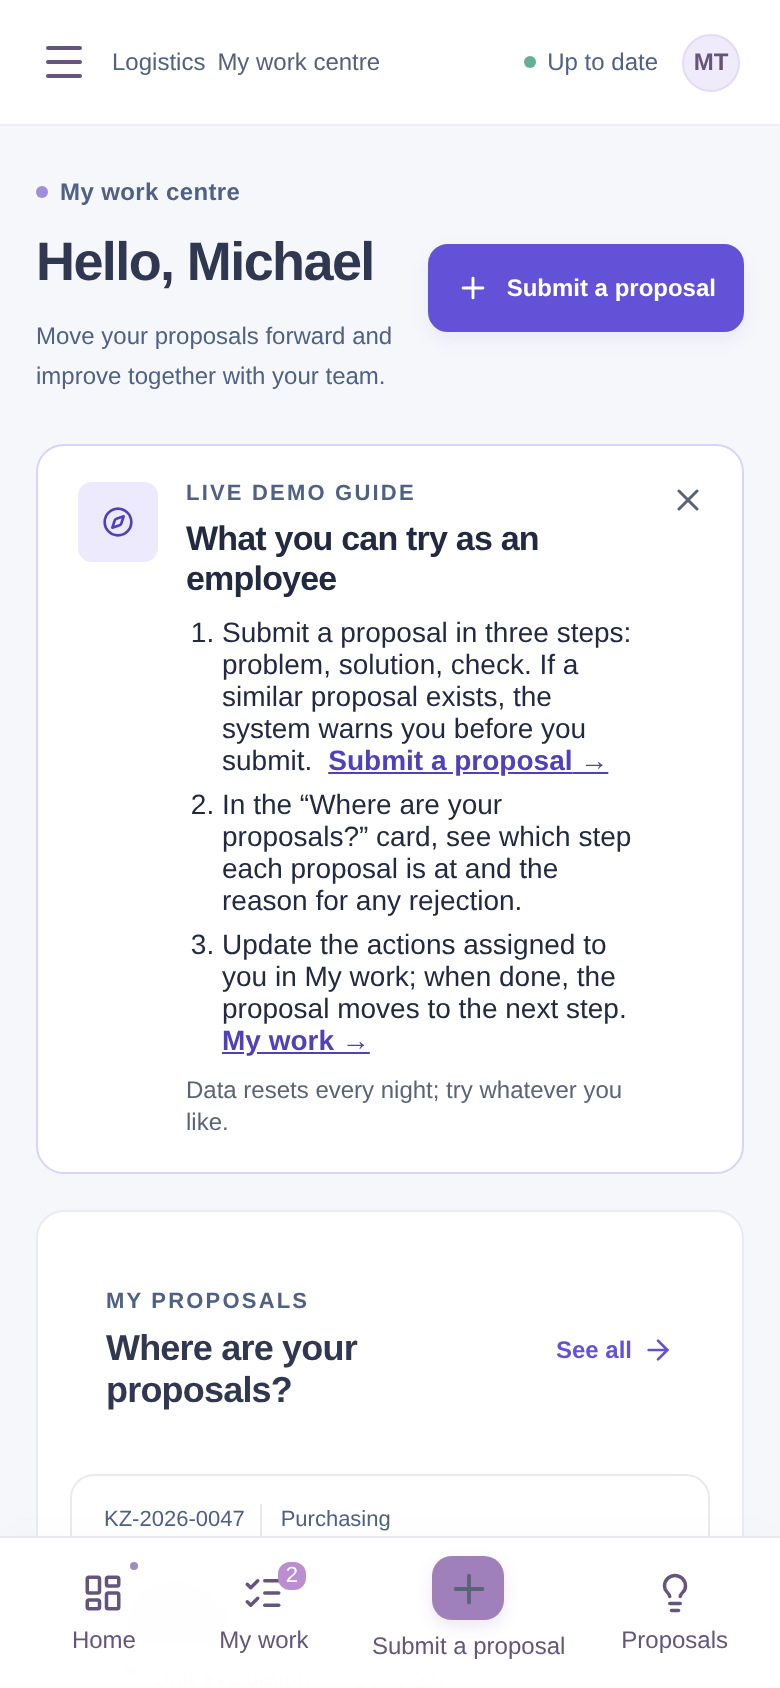 Logistics My work centre
Up to date
MT
My work centre
Hello, Michael
Submit a proposal
Move your proposals forward and
improve together with your team.
LIVE DEMO GUIDE
What you can try as an
employee
1. Submit a proposal in three steps:
problem, solution, check. If a
similar proposal exists, the
system warns you before you
submit. Submit a proposal →
2. In the “Where are your
proposals?” card, see which step
each proposal is at and the
reason for any rejection.
3. Update the actions assigned to
you in My work; when done, the
proposal moves to the next step.
My work →
Data resets every night; try whatever you
like.
MY PROPOSALS
Where are your
proposals?
See all
KZ-2026-0047
Purchasing
2
Home
My work
Submit a proposal
Proposals